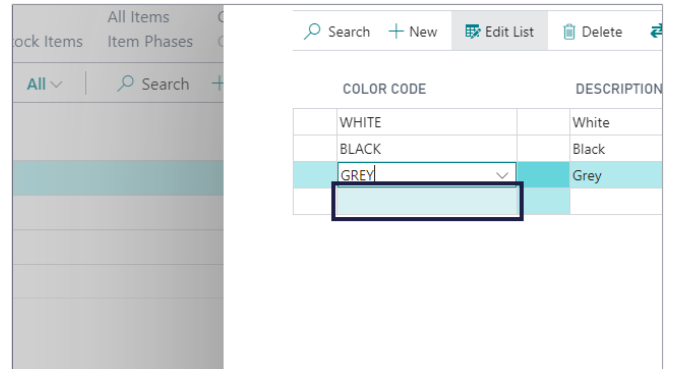 All Items
ock Items Item Phases
All Search
Search New Edit List Delete
COLOR CODE DESCRIPTION
WHITE White
BLACK Black
GREY Grey